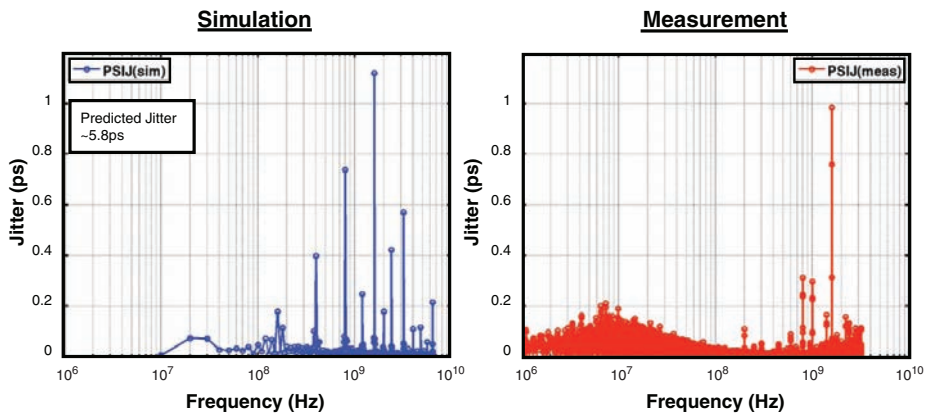 Simulation
Measurement
PSIJ(sim)
Predicted Jitter
~5.8ps
Jitter (ps)
1
0.8
0.6
0.4
0.2
0
10^6
10^7
10^8
10^9
10^10
Frequency (Hz)
PSIJ(meas)
Jitter (ps)
1
0.8
0.6
0.4
0.2
0
10^6
10^7
10^8
10^9
10^10
Frequency (Hz)